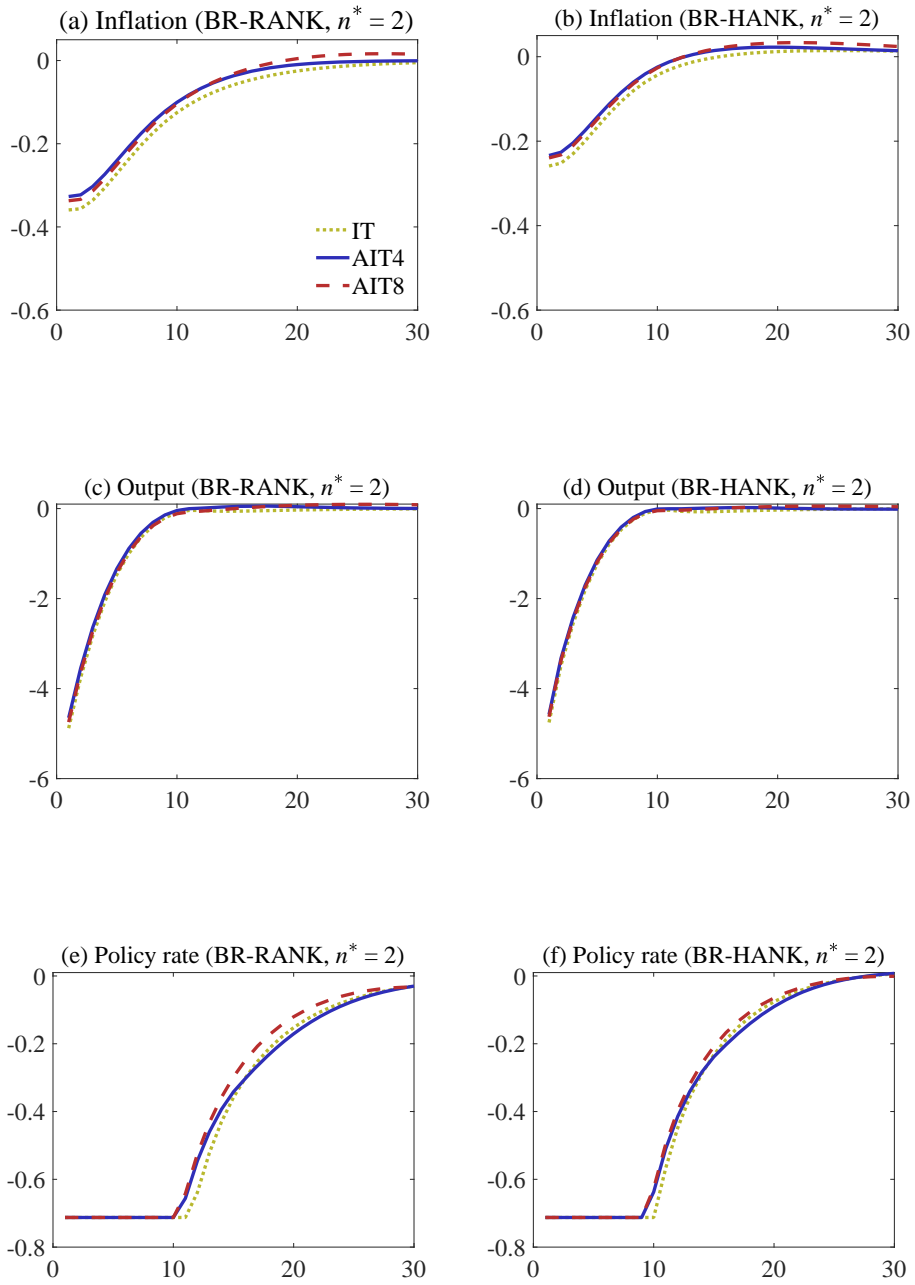 (a) Inflation (BR-RANK, n* = 2)
0
-0.2
-0.4
-0.6
0 10 20 30
IT
AIT4
AIT8
(b) Inflation (BR-HANK, n* = 2)
0
-0.2
-0.4
-0.6
0 10 20 30
(c) Output (BR-RANK, n* = 2)
0
-2
-4
-6
0 10 20 30
(d) Output (BR-HANK, n* = 2)
0
-2
-4
-6
0 10 20 30
(e) Policy rate (BR-RANK, n* = 2)
0
-0.2
-0.4
-0.6
-0.8
0 10 20 30
(f) Policy rate (BR-HANK, n* = 2)
0
-0.2
-0.4
-0.6
-0.8
0 10 20 30